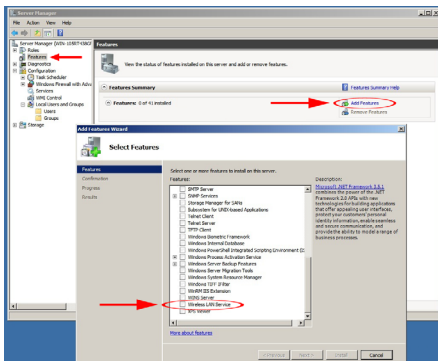 Server Manager
File Action View Help
Server Manager (WIN-
Roles
Features
Diagnostics
Configuration
Task Scheduler
Windows Firewall with Adv
Services
WMI Control
Local Users and Groups
Users
Groups
Storage
Features
View the status of features installed on this server and add or remove features.
Features Summary
Features Summary Help
Features: 0 of 41 installed
Add Features
Remove Features
Add Features Wizard
Select Features
Features
Confirmation
Progress
Results
Select one or more features to install on this server.
Features:
SMTP Server
SNMP Services
Storage Manager for SANs
Subsystem for UNIX-based Applications
Telnet Client
Telnet Server
TFTP Client
Windows Biometric Framework
Windows Internal Database
Windows PowerShell Integrated Scripting Environment (I
Windows Process Activation Service
Windows Server Backup Features
Windows Server Migration Tools
Windows System Resource Manager
Windows TIFF IFilter
WinRM IIS Extension
WINS Server
Wireless LAN Service
XPS Viewer
Description:
Microsoft .NET Framework 3.5.1
combines the power of the .NET
Framework 2.0 APIs with new
technologies for building applications
that offer appealing user interfaces,
protect your customers' personal
identity information, enable seamless
and secure communication, and
provide the ability to model a range of
business processes.
More about features
< Previous Next > Install Cancel